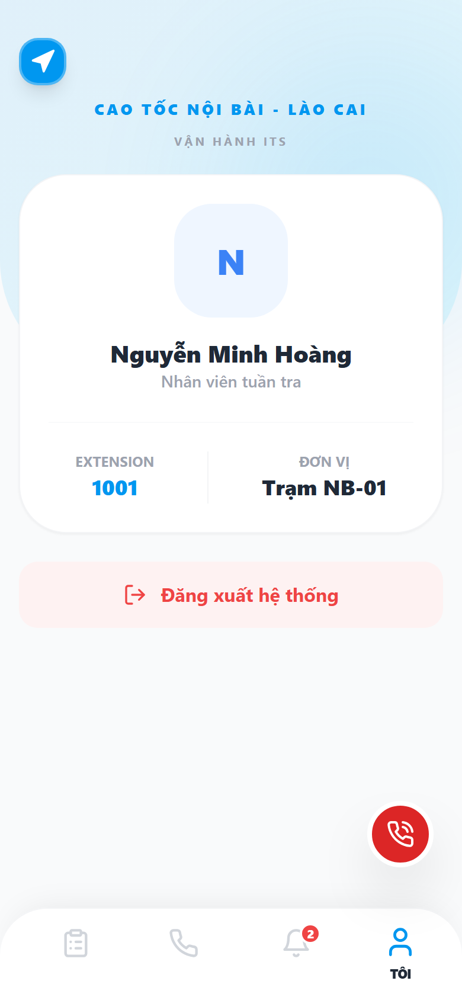 CAO TỐC NỘI BÀI - LÀO CAI
VẬN HÀNH ITS
N
Nguyễn Minh Hoàng
Nhân viên tuần tra
EXTENSION
1001
ĐƠN VỊ
Trạm NB-01
Đăng xuất hệ thống
2
TÔI